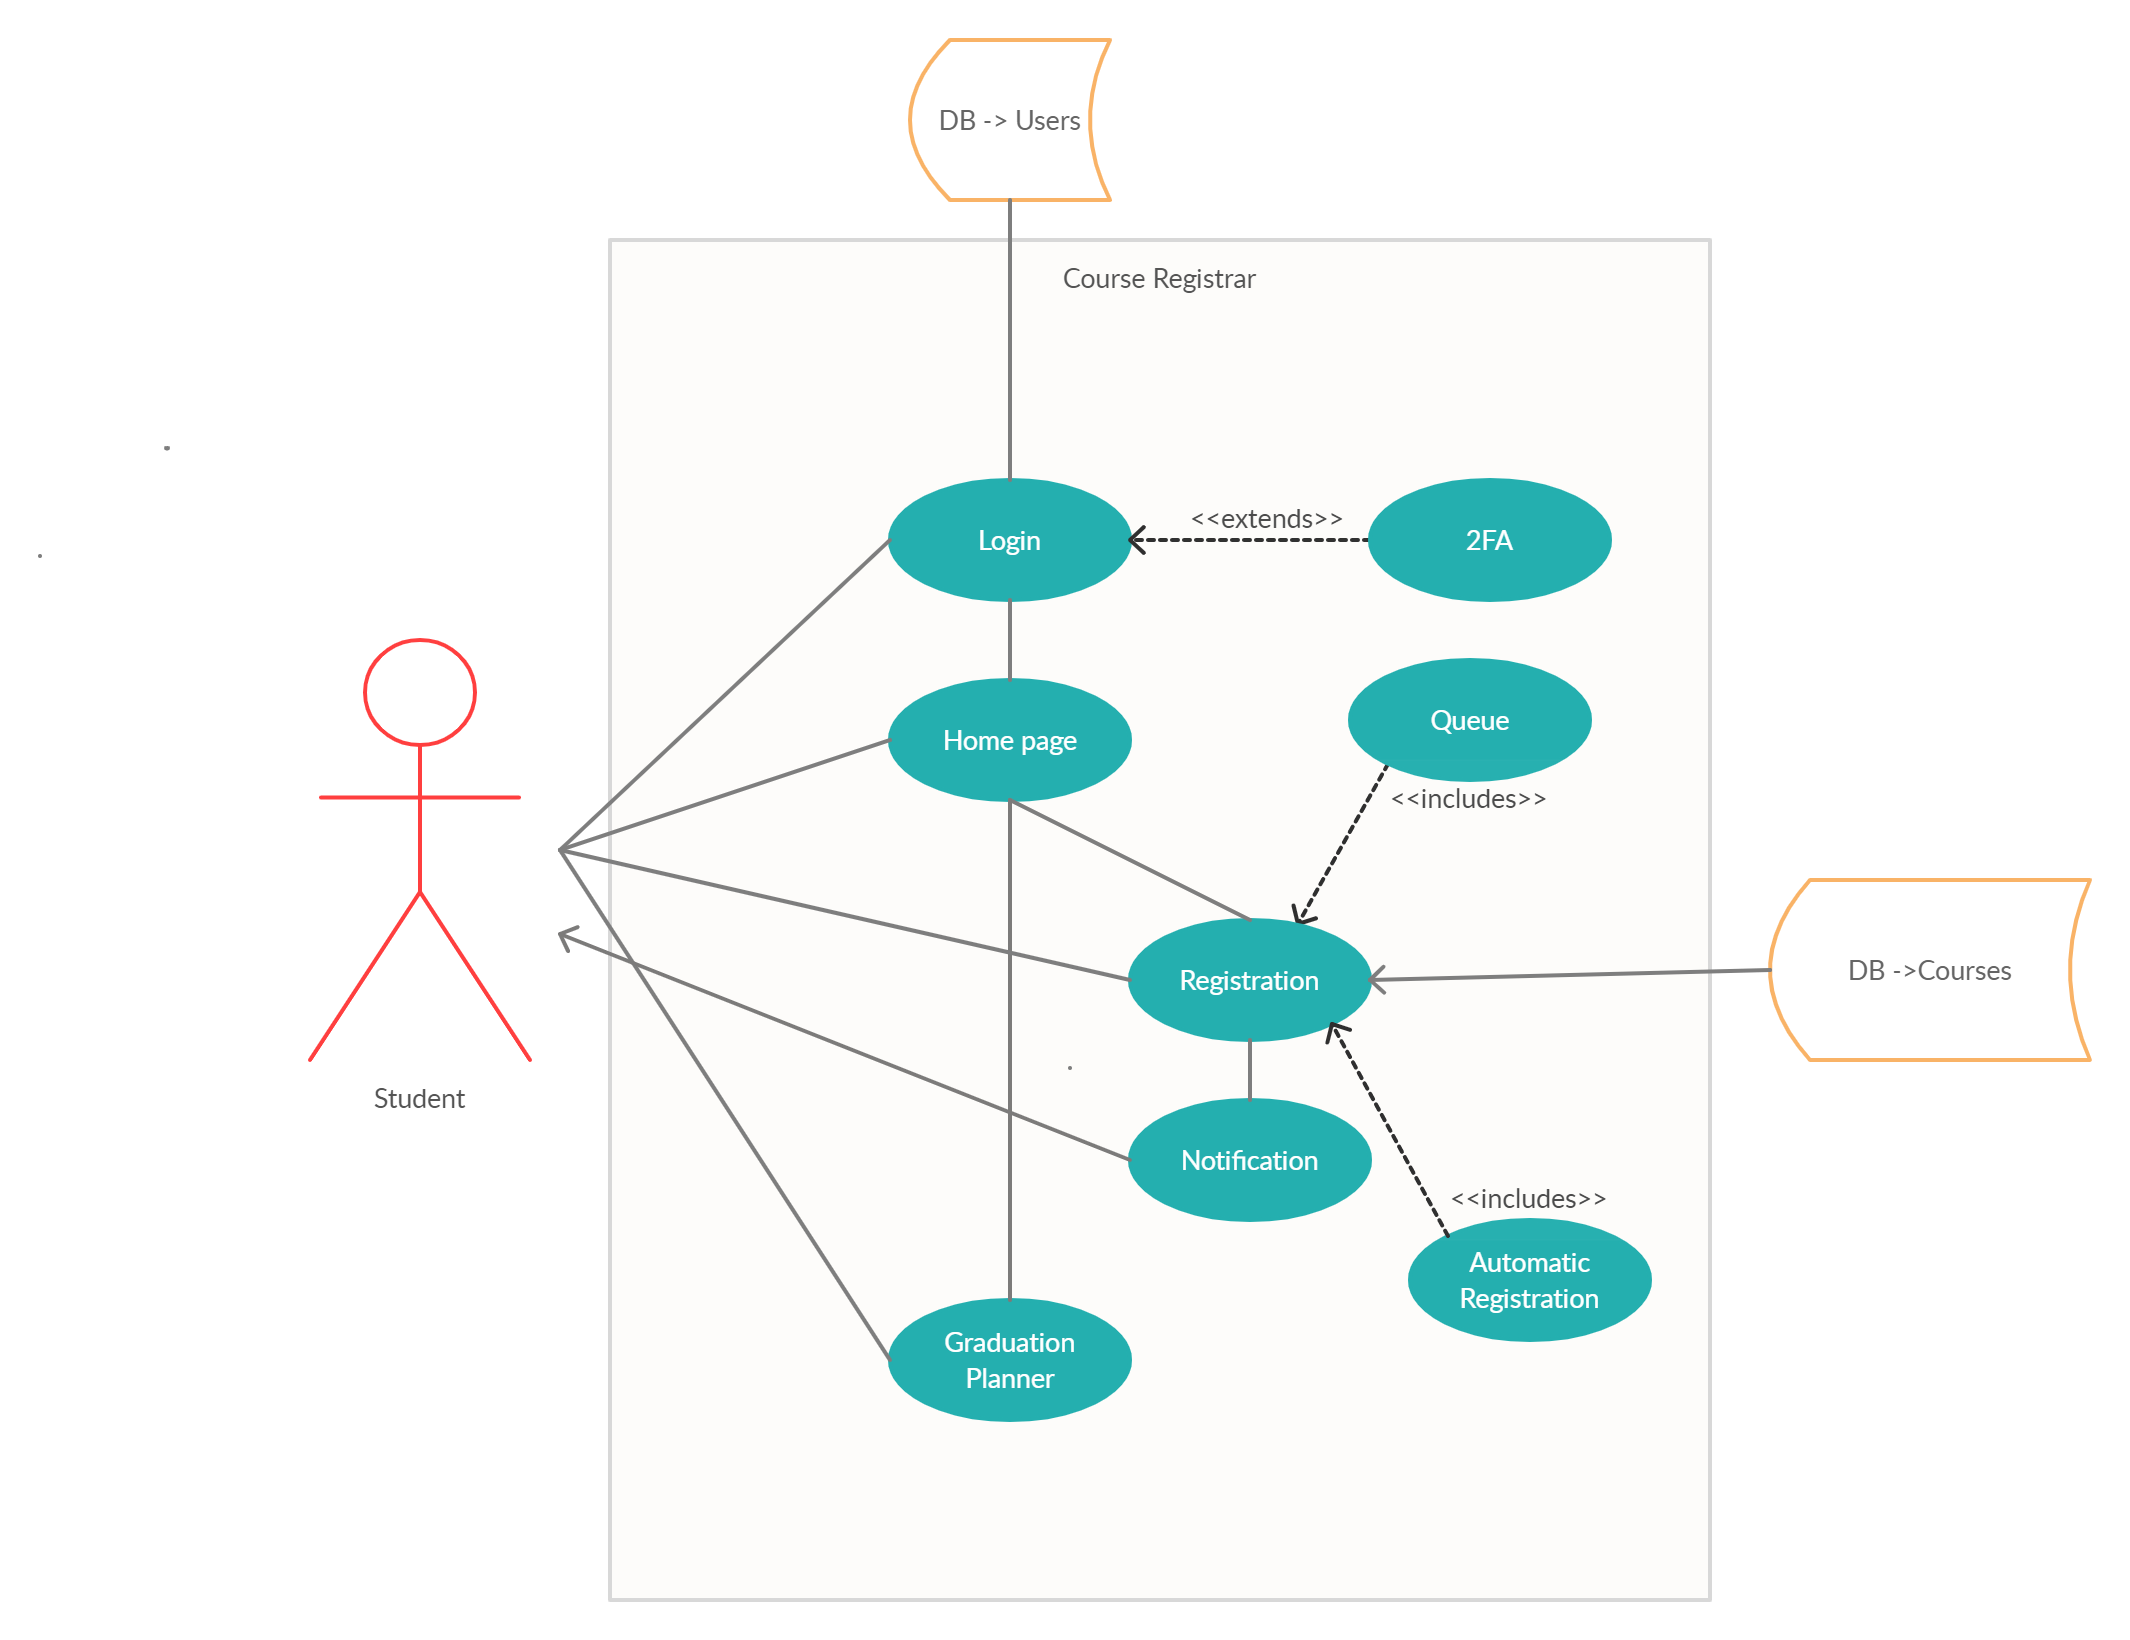 DB -> Users
Course Registrar
Login
<<extends>>
2FA
Home page
Queue
<<includes>>
Registration
DB ->Courses
Student
Notification
<<includes>>
Automatic
Registration
Graduation
Planner